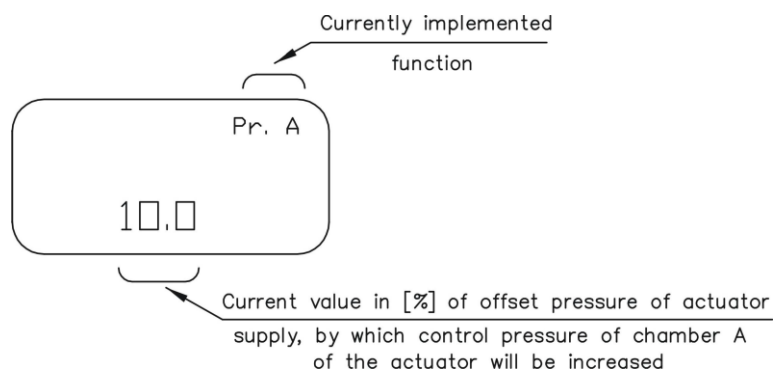 Currently implemented
function
Pr. A
10.0
Current value in [%] of offset pressure of actuator
supply, by which control pressure of chamber A
of the actuator will be increased